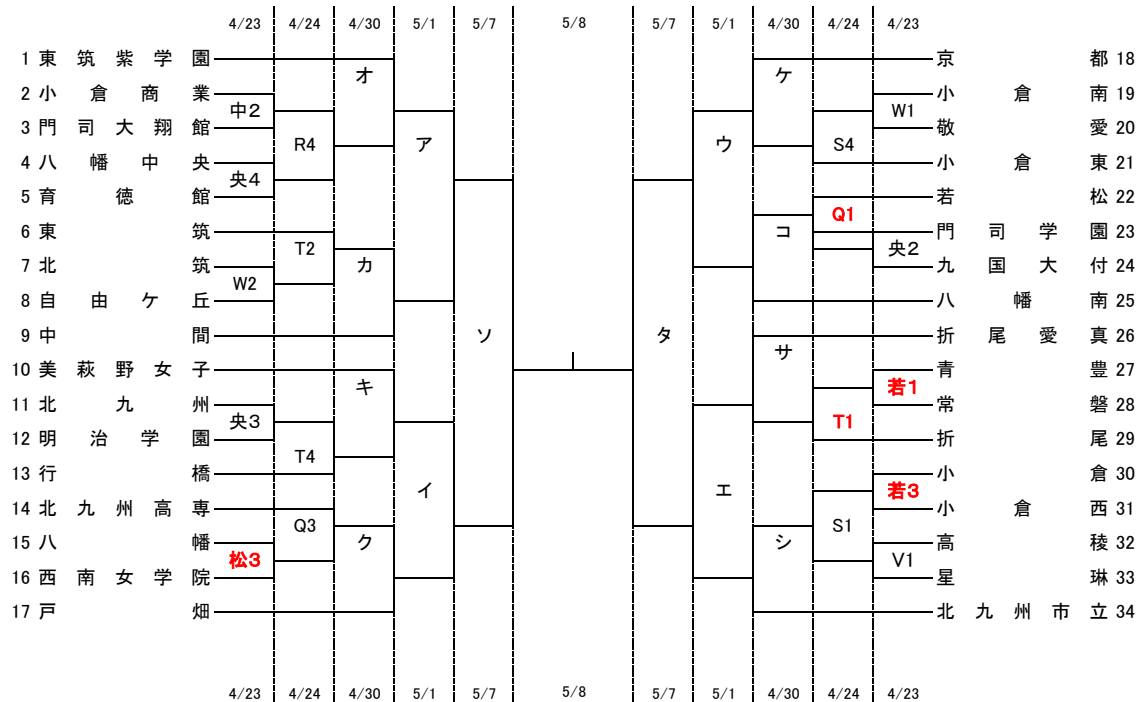 4/23 4/24 4/30 5/1 5/7 5/8 5/7 5/1 4/30 4/24 4/23
1 東筑紫学園
オ
ケ
京都 18
2 小倉商業
小倉南 19
中2
W1
3 門司大翔館
敬愛 20
R4
ア
ウ
S4
4 八幡中央
小倉東 21
央4
5 育徳館
若松 22
Q1
6 東筑
コ
門司学園 23
T2
央2
7 北筑
カ
九国大付 24
W2
8 自由ケ丘
八幡南 25
9 中間
ソ
タ
折尾愛真 26
サ
10 美萩野女子
青豊 27
キ
若1
11 北九州
常磐 28
央3
T1
12 明治学園
折尾 29
T4
13 行橋
小倉 30
イ
エ
若3
14 北九州高専
小倉西 31
Q3
S1
15 八幡
ク
シ
高稜 32
松3
V1
16 西南女学院
星琳 33
17 戸畑
北九州市立 34
4/23 4/24 4/30 5/1 5/7 5/8 5/7 5/1 4/30 4/24 4/23